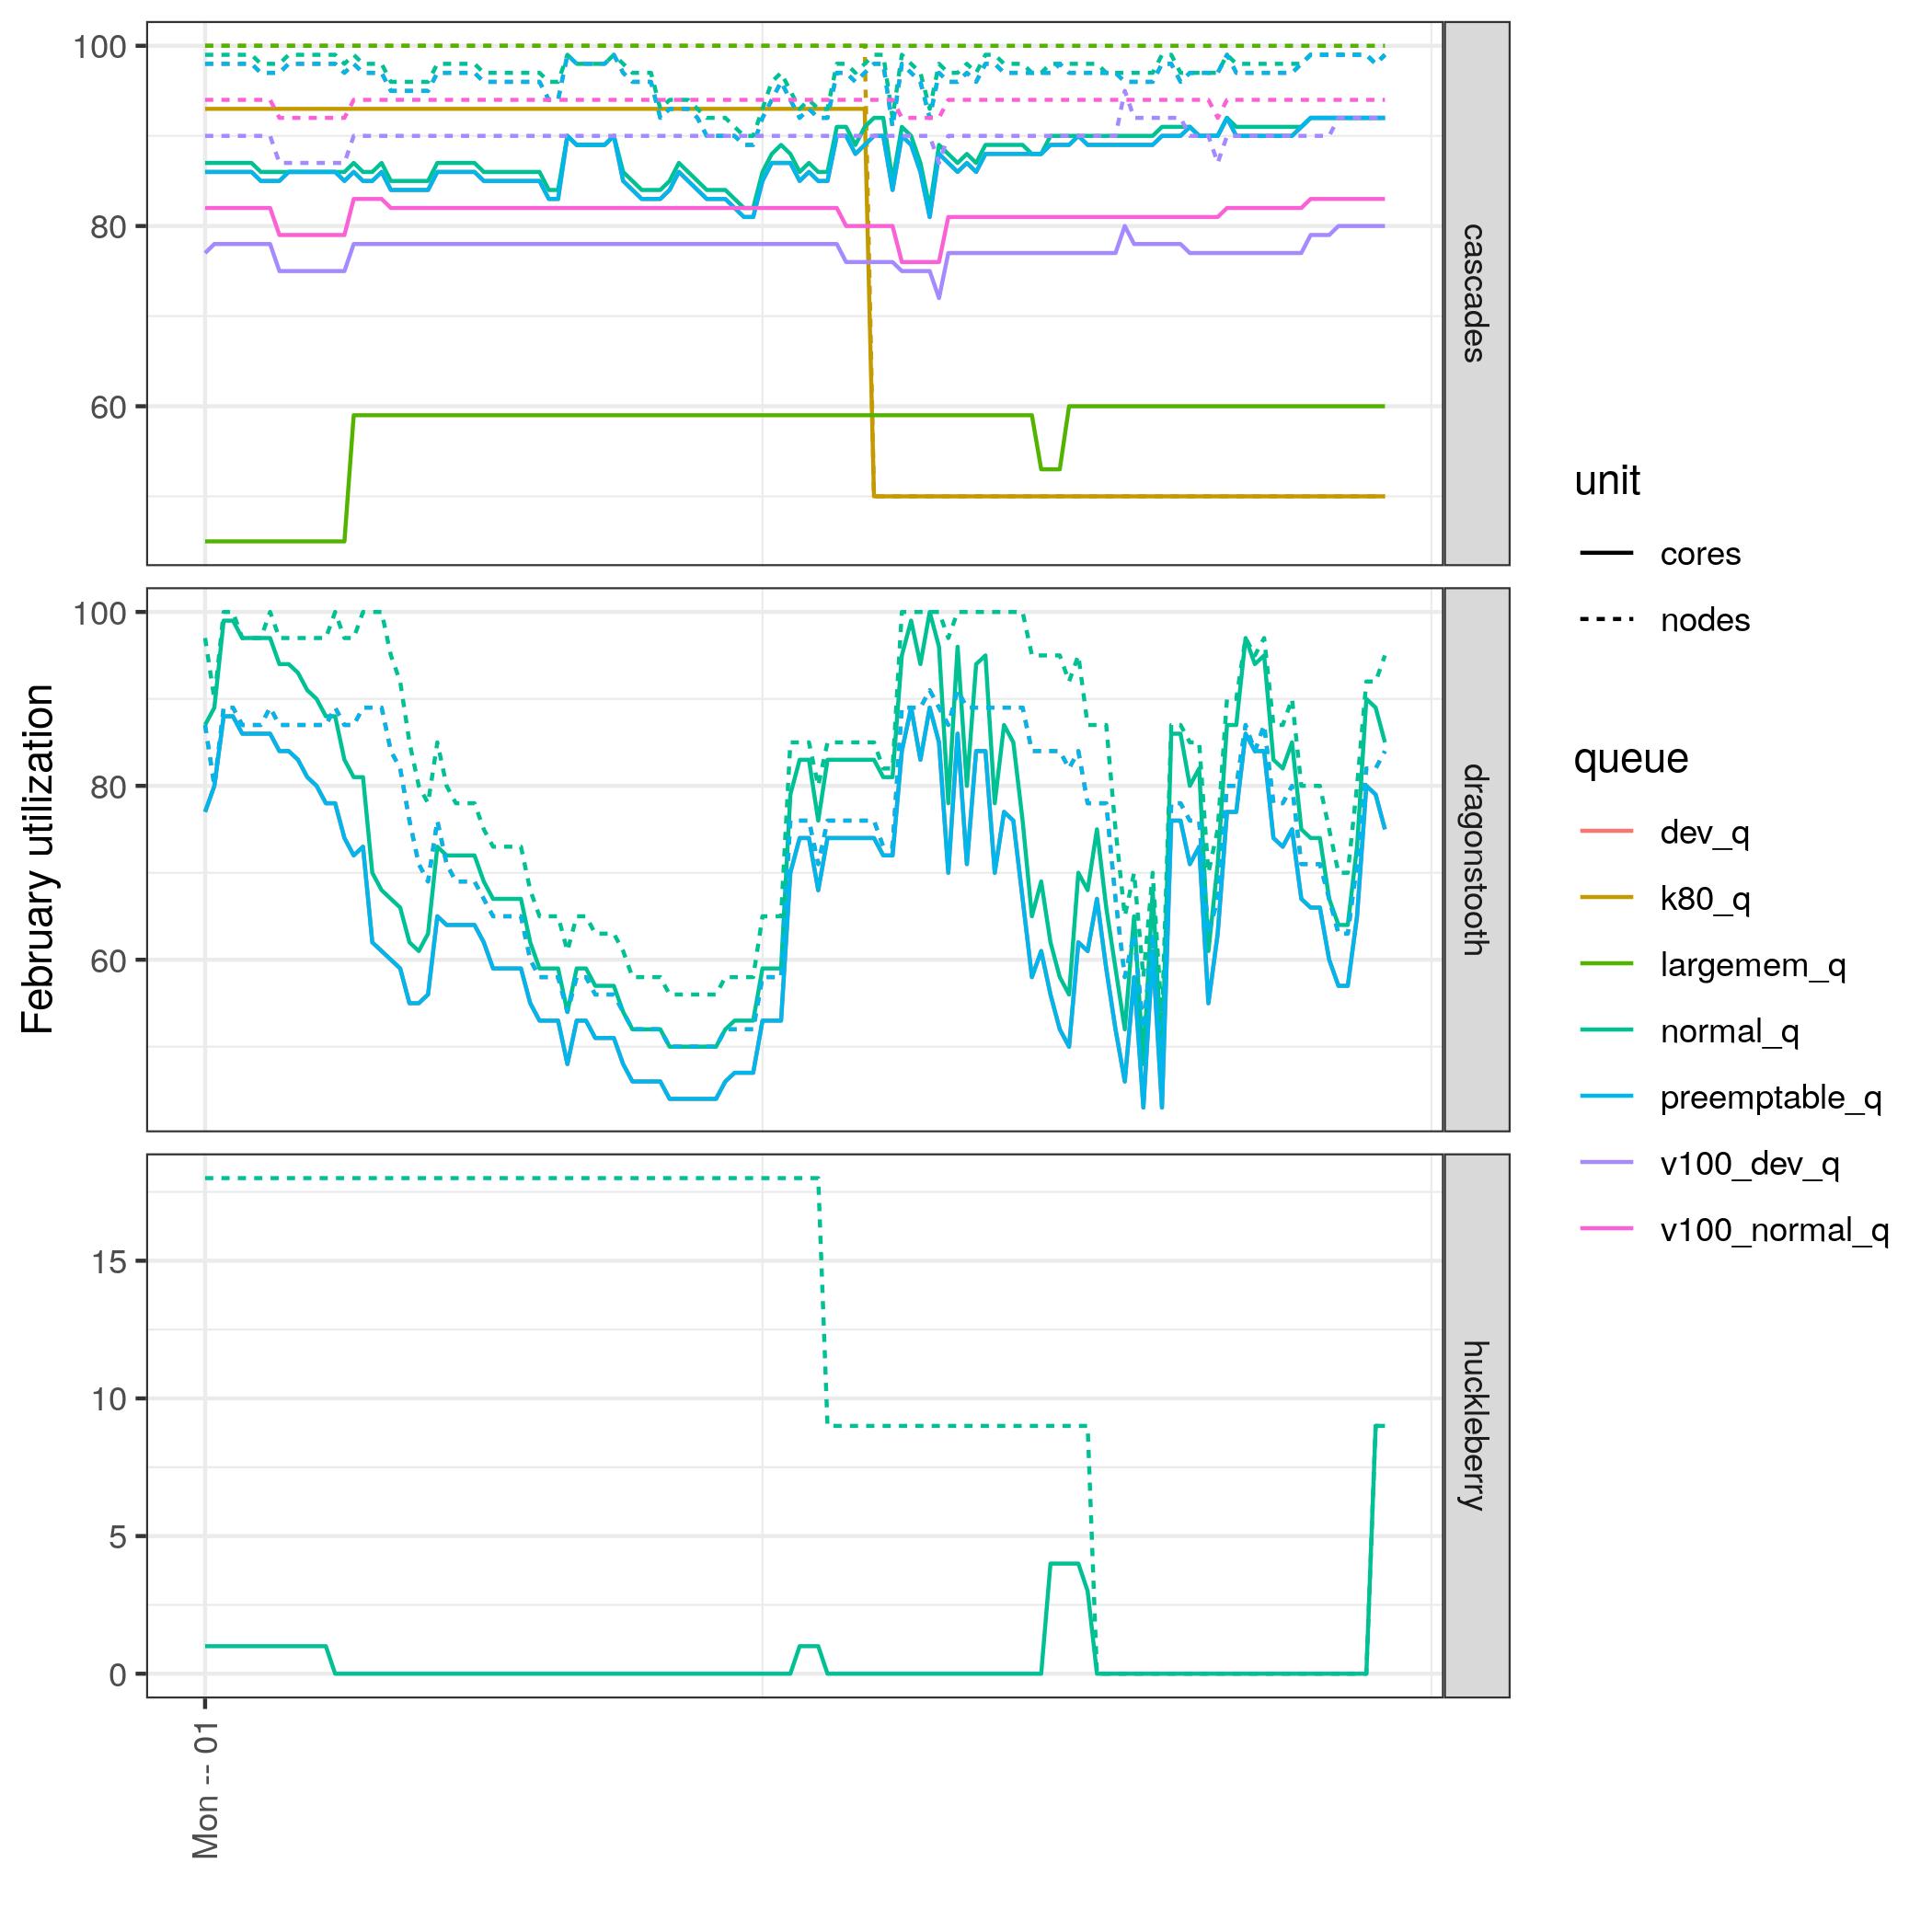 February utilization
100
80
60
cascades
100
80
60
dragonstooth
15
10
5
0
huckleberry
Mon -- 01
unit
cores
nodes
queue
dev_q
k80_q
largemem_q
normal_q
preemptable_q
v100_dev_q
v100_normal_q